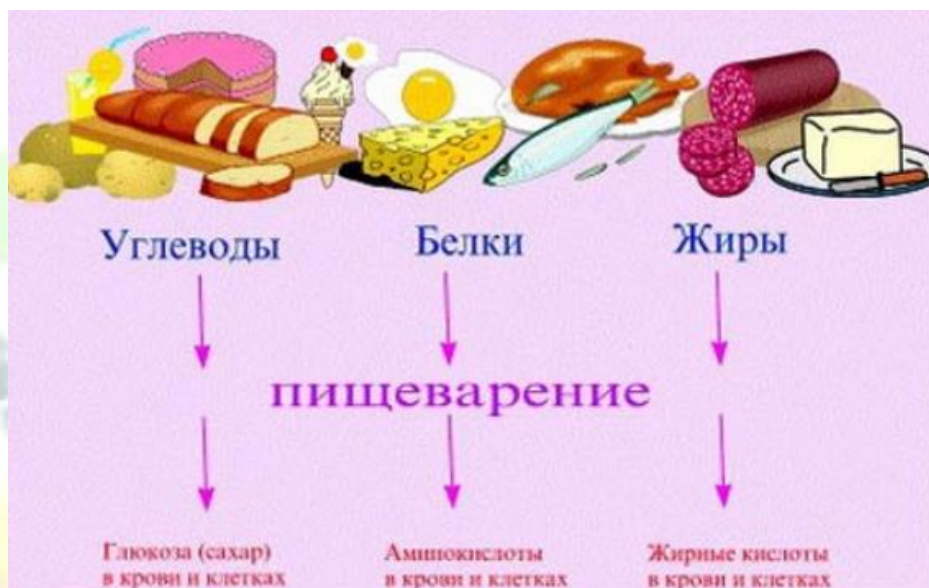 Углеводы Белки Жиры
пищеварение
Глюкоза (сахар) Аминокислоты Жирные кислоты
в крови и клетках в крови и клетках в крови и клетках